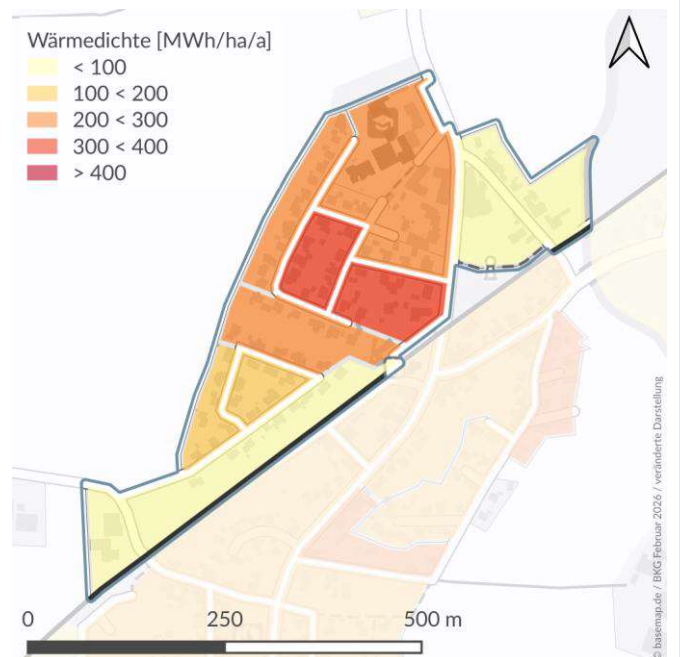 Wärmedichte [MWh/ha/a]
< 100
100 < 200
200 < 300
300 < 400
> 400
0 250 500 m
© basemap.de / BKG Februar 2026 / veränderte Darstellung